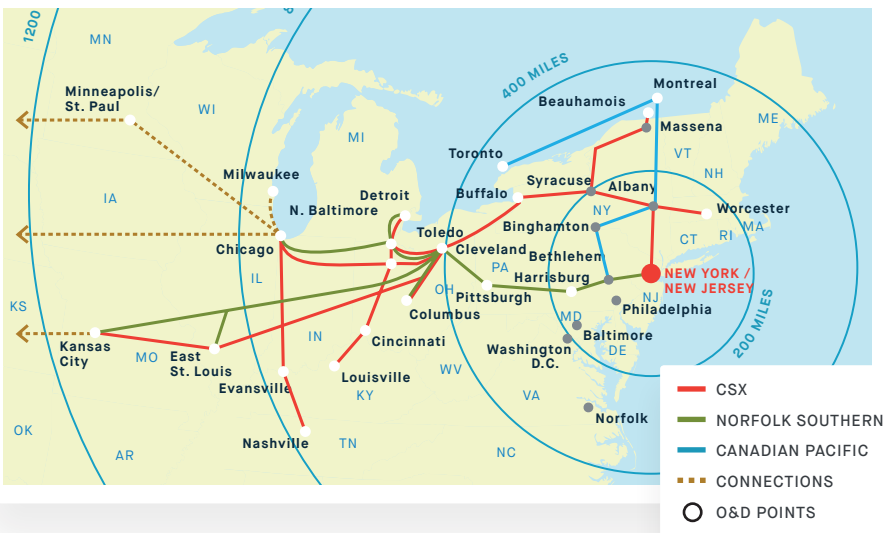 1200
MN
400 MILES
Montreal
Minneapolis/
St. Paul
Beauhamois
WI
ME
Massena
MI
VT
Toronto
NH
Milwaukee
Syracuse
Albany
Detroit
Buffalo
IA
N. Baltimore
NY
Worcester
Binghamton
MA
Toledo
RI
CT
Chicago
Cleveland
Bethlehem
PA
Harrisburg
NEW YORK /
NEW JERSEY
IL
OH
Pittsburgh
NJ
KS
Columbus
Philadelphia
MD
IN
Baltimore
Kansas
City
Cincinnati
Washington
D.C.
DE
200 MILES
MO
East
St. Louis
WV
Louisville
Evansville
KY
VA
Norfolk
OK
Nashville
TN
AR
NC
CSX
NORFOLK SOUTHERN
CANADIAN PACIFIC
CONNECTIONS
O&D POINTS